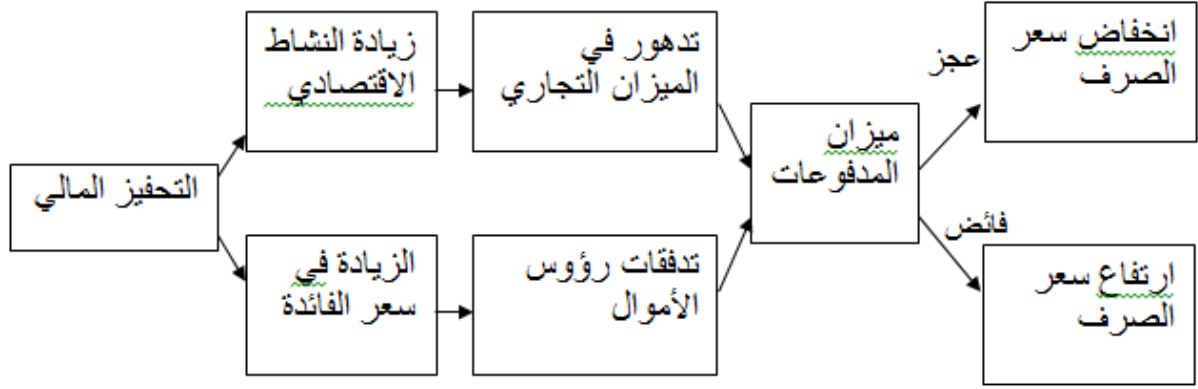 التحفيز المالي
زيادة النشاط
الاقتصادي
تدهور في
الميزان التجاري
الزيادة في
سعر الفائدة
تدفقات رؤوس
الأموال
ميزان
المدفوعات
عجز
انخفاض سعر
الصرف
فائض
ارتفاع سعر
الصرف